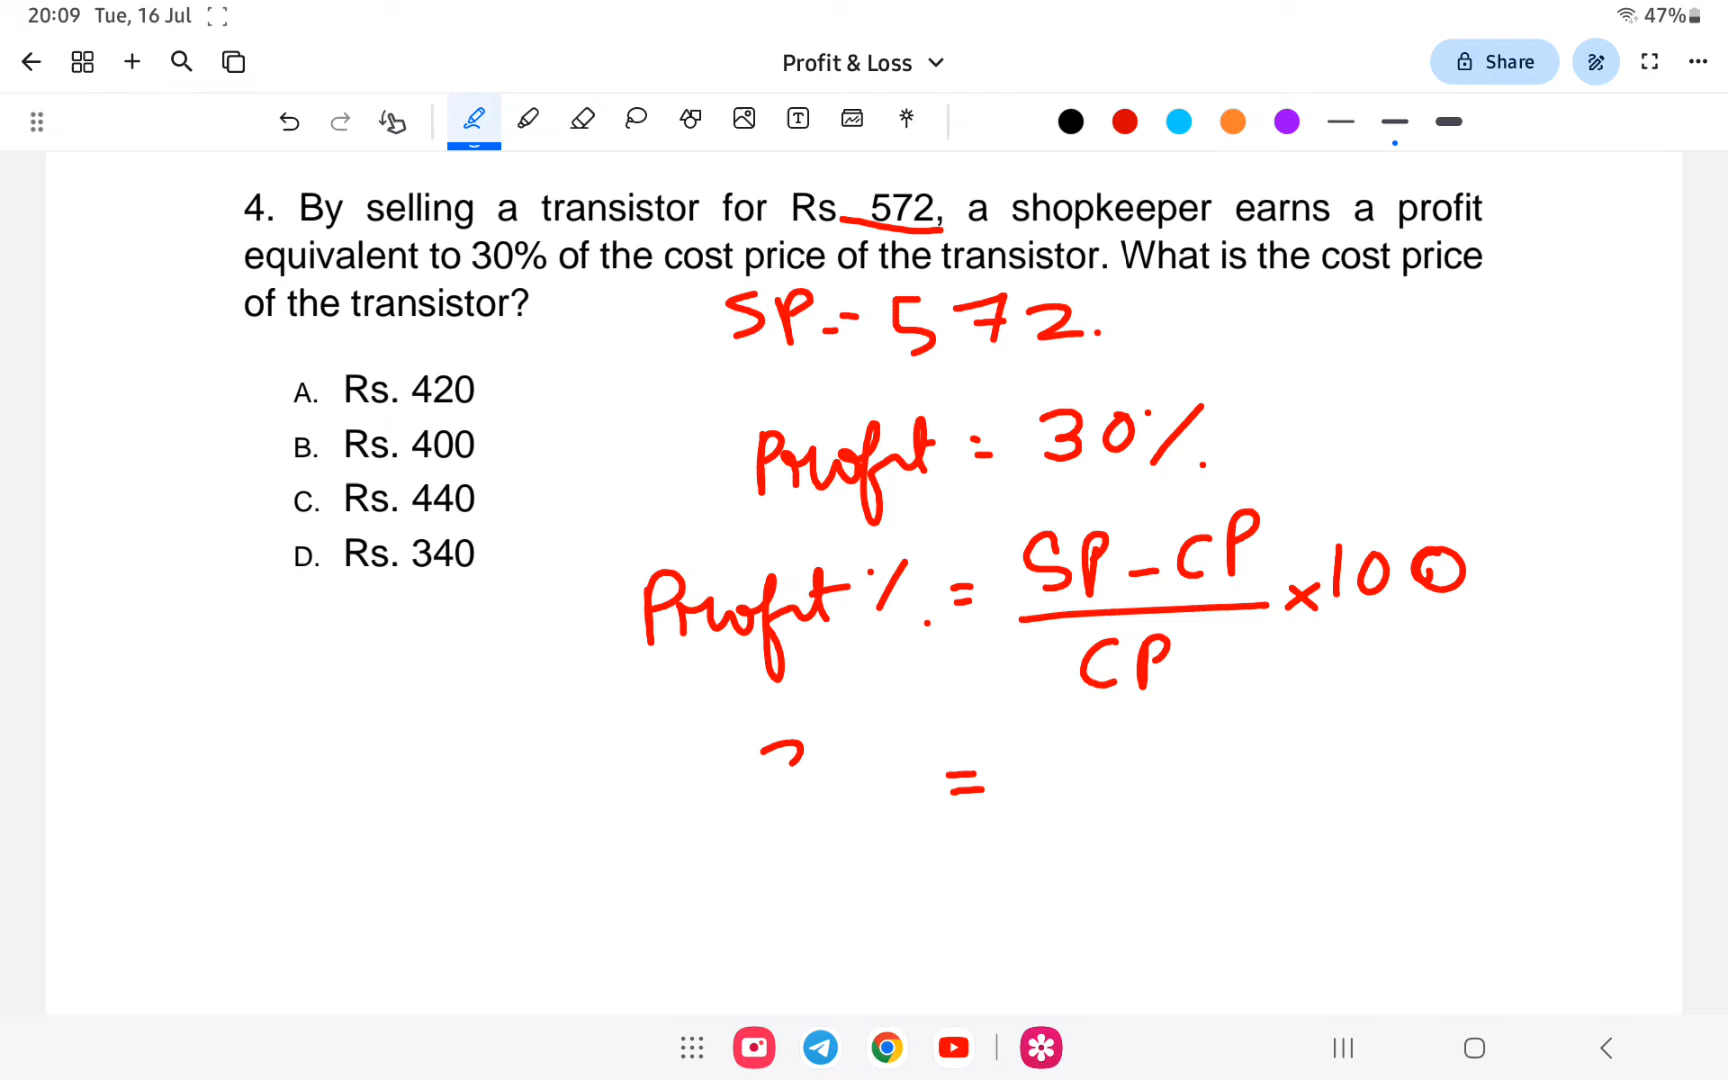 20:09 Tue, 16 Jul
47%
Profit & Loss
Share
4. By selling a transistor for Rs. 572, a shopkeeper earns a profit
equivalent to 30% of the cost price of the transistor. What is the cost price
of the transistor?
SP = 572.
A. Rs. 420
B. Rs. 400
C. Rs. 440
D. Rs. 340
Profit = 30%.
Profit %. = SP - CP / CP × 100
=